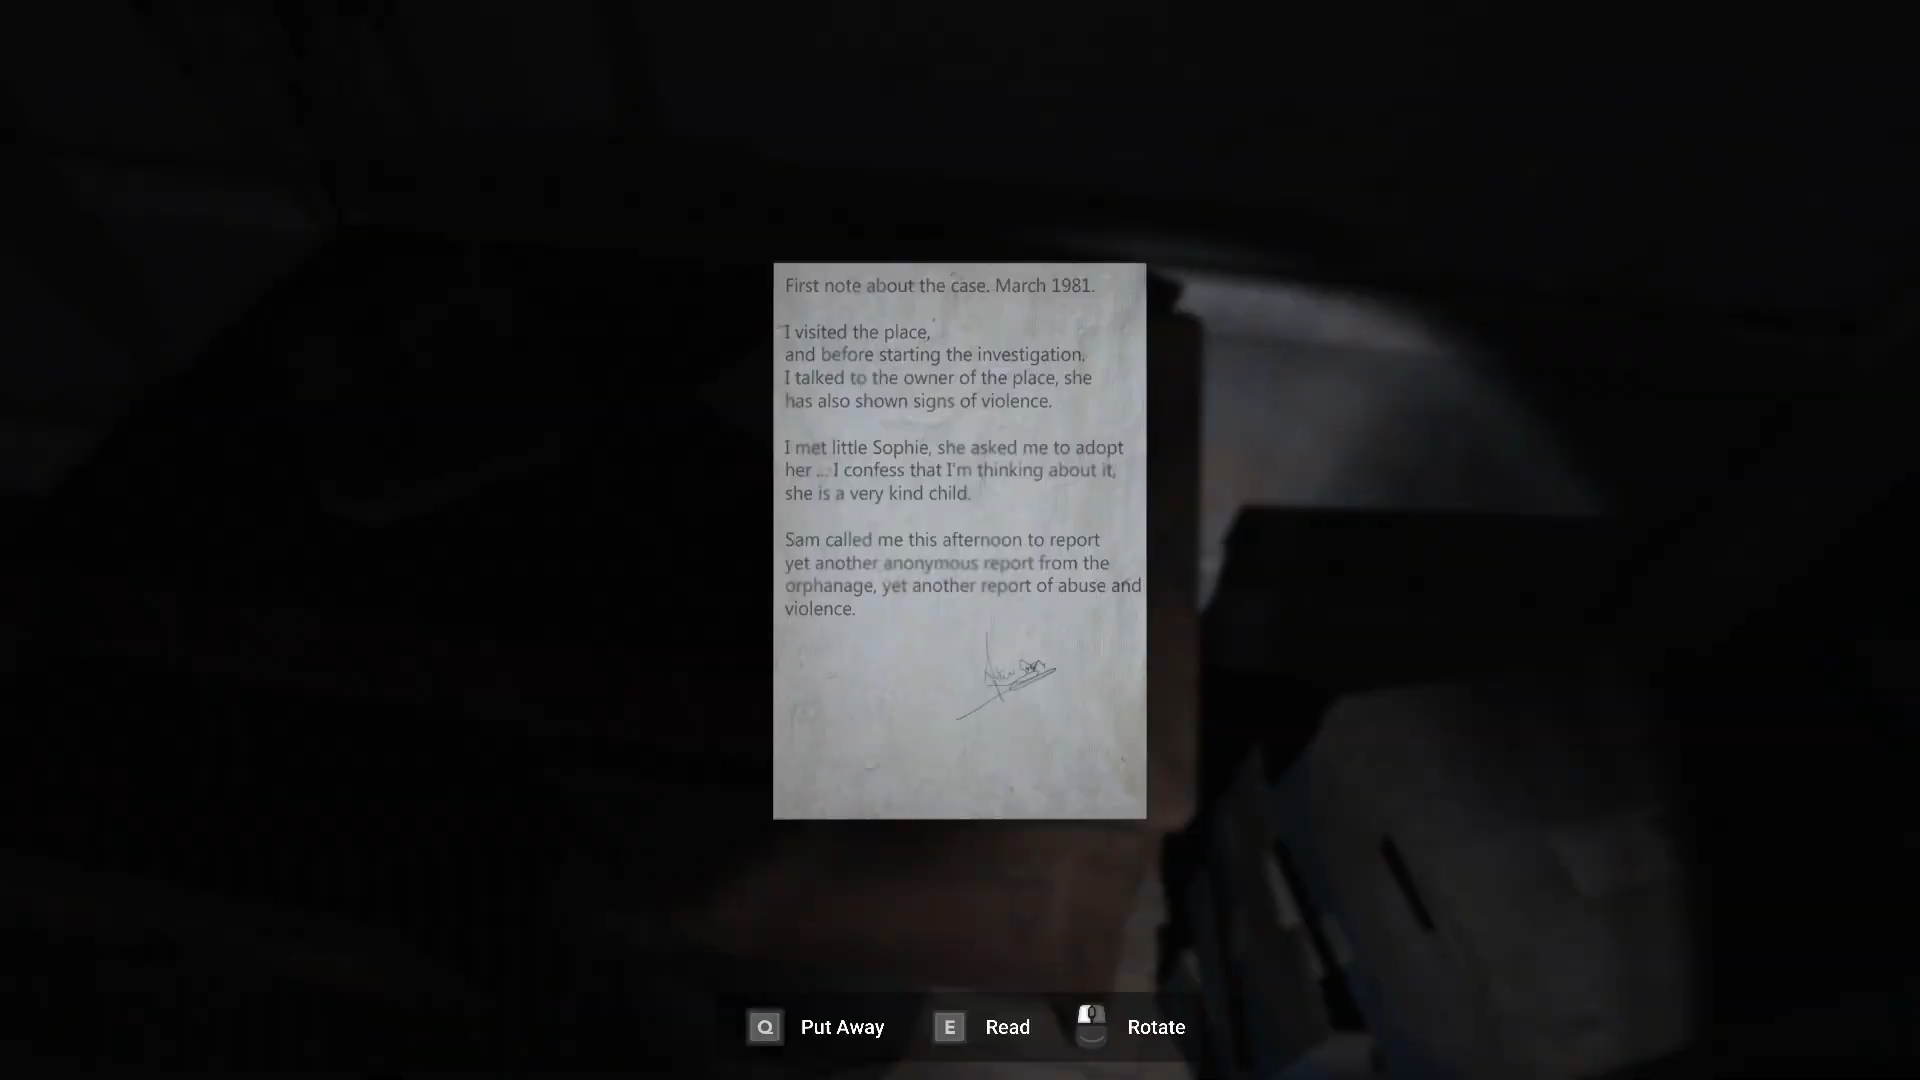 First note about the case. March 1981.
I visited the place,
and before starting the investigation,
I talked to the owner of the place, she
has also shown signs of violence.
I met little Sophie, she asked me to adopt
her ... I confess that I'm thinking about it,
she is a very kind child.
Sam called me this afternoon to report
yet another anonymous report from the
orphanage, yet another report of abuse and
violence.
Q Put Away E Read Rotate